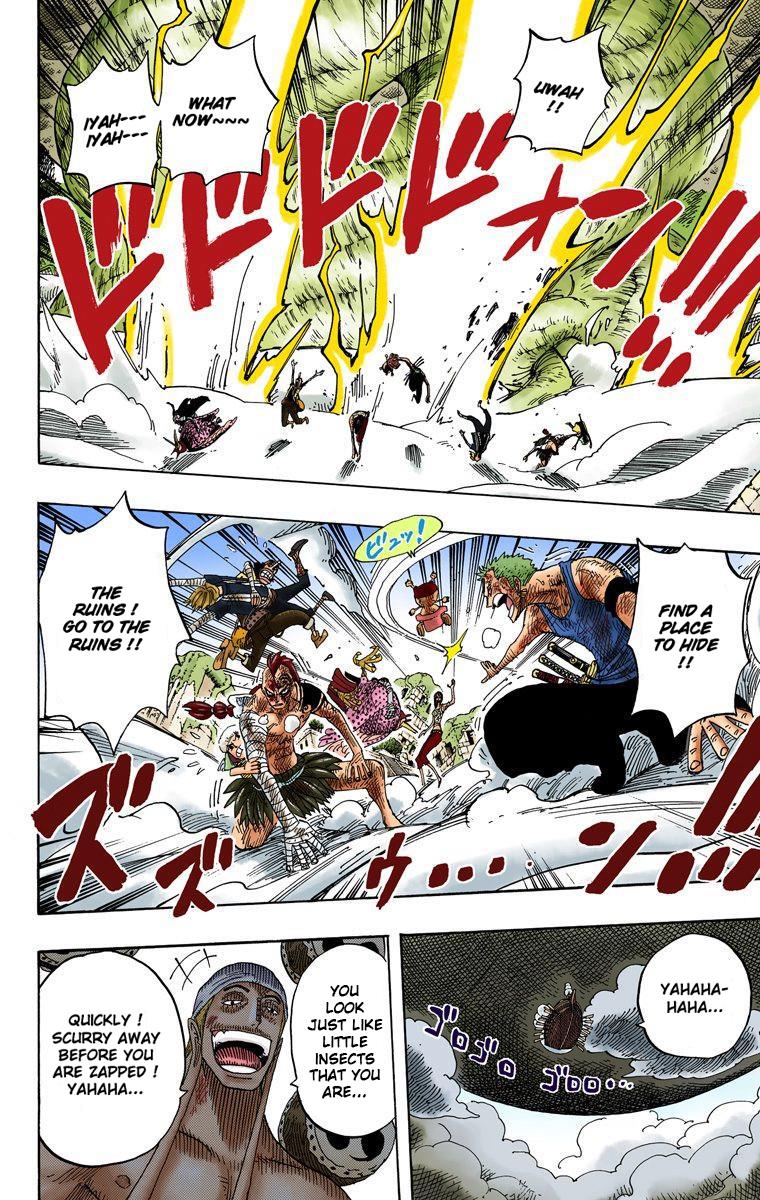 UWAH
!!
WHAT
NOW~~~
IYAH---
IYAH---
ドドドドオーン!!!
FIND A
PLACE
TO HIDE
!!
ビュッ!
THE
RUINS !
GO TO THE
RUINS !!
ズズゥ...ン!!!
YAHAHA-
HAHA...
ゴロゴロ
ゴロロ...
YOU
LOOK
JUST LIKE
LITTLE
INSECTS
THAT YOU
ARE...
QUICKLY !
SCURRY AWAY
BEFORE YOU
ARE ZAPPED !
YAHAHA...